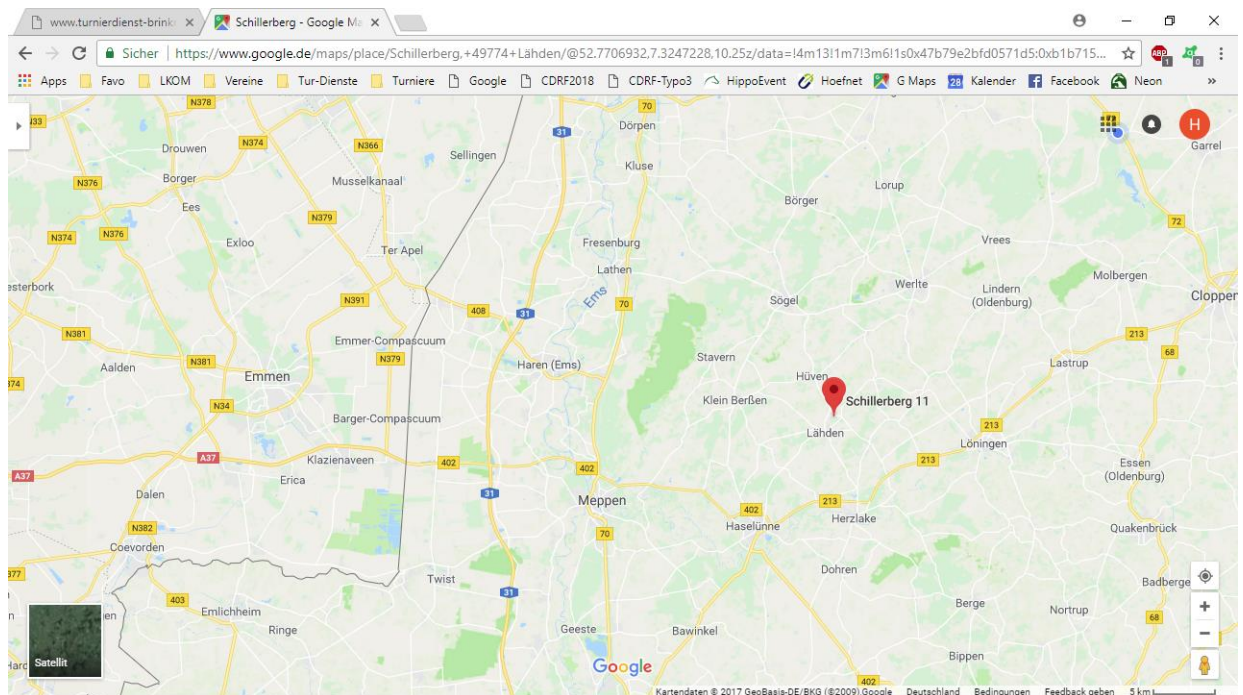 www.turnierdienst-brink
Schillerberg - Google Ma
Sicher | https://www.google.de/maps/place/Schillerberg,+49774+Lähden/@52.7706932,7.3247228,10.25z/data=!4m13!1m7!3m6!1s0x47b79e2bfd0571d5:0xb1b715...
ABP 1
0
Apps Favo LKOM Vereine Tur-Dienste Turniere Google CDRF2018 CDRF-Typo3 HippoEvent Hoefnet G Maps 28 Kalender Facebook Neon »
N378 70
33 31 Dörpen H
Drouwen N374 N366 Sellingen Garrel
Kluse
N376 Borger Musselkanaal Lorup
Börger
Ees N379 72
N374 N376 Exloo Ter Apel Fresenburg Vrees
Lathen Molbergen
esterbork Werlte Lindern
(Oldenburg)
N391 Ems 70 Sögel Cloppen
408 31
N381 Emmer-Compascuum 213
N381 N379 Haren (Ems) Stavern 68
Aalden Lastrup
374 Emmen Hüven
N34 Klein Berßen Schillerberg 11
Barger-Compascuum Lähden 213
Löningen
A37 Klazienaveen 402 213
A37 Erica 402 Essen
(Oldenburg)
Dalen 31 Meppen 213
402 Herzlake
N382 70 Haselünne Quakenbrück
Coevorden
377 Twist Dohren Badberge
31
403 Emlichheim Berge Nortrup
68
Ringe Geeste Bawinkel
Satellit Google Bippen
402
Kartendaten © 2017 GeoBasis-DE/BKG (©2009) Google Deutschland Bedingungen Feedback geben 5 km